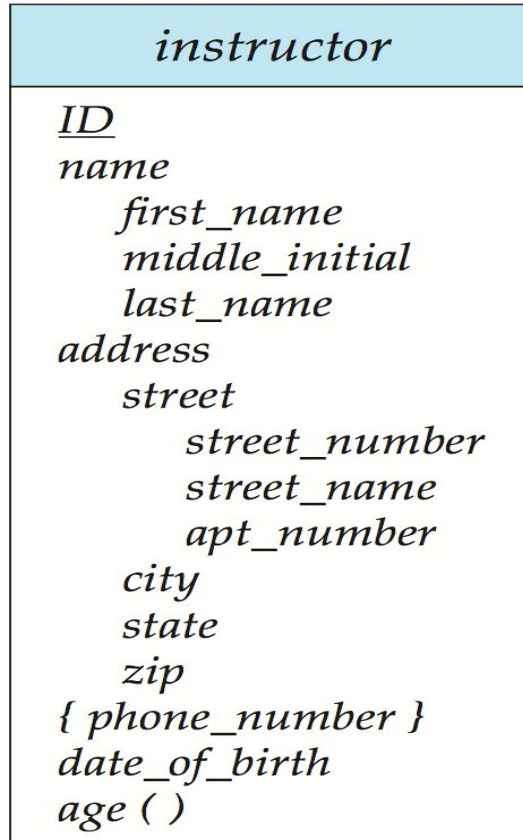 instructor
ID
name
first_name
middle_initial
last_name
address
street
street_number
street_name
apt_number
city
state
zip
{ phone_number }
date_of_birth
age ( )